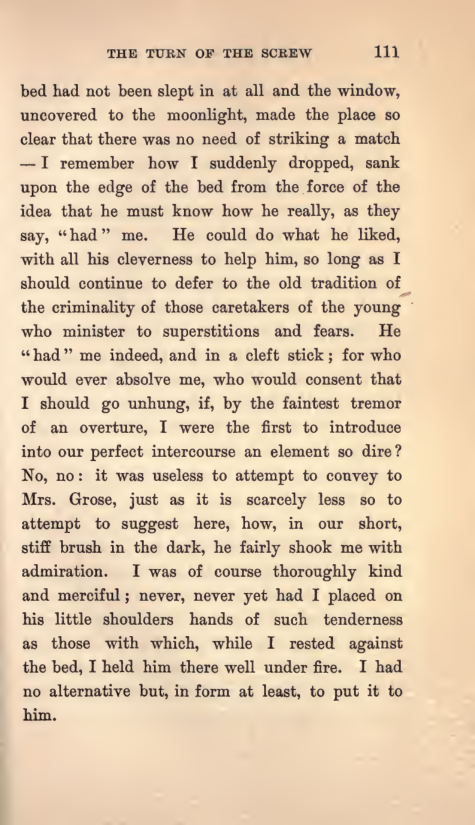 THE TURN OF THE SCREW 111
bed had not been slept in at all and the window,
uncovered to the moonlight, made the place so
clear that there was no need of striking a match
— I remember how I suddenly dropped, sank
upon the edge of the bed from the force of the
idea that he must know how he really, as they
say, "had" me. He could do what he liked,
with all his cleverness to help him, so long as I
should continue to defer to the old tradition of
the criminality of those caretakers of the young
who minister to superstitions and fears. He
"had" me indeed, and in a cleft stick; for who
would ever absolve me, who would consent that
I should go unhung, if, by the faintest tremor
of an overture, I were the first to introduce
into our perfect intercourse an element so dire?
No, no: it was useless to attempt to convey to
Mrs. Grose, just as it is scarcely less so to
attempt to suggest here, how, in our short,
stiff brush in the dark, he fairly shook me with
admiration. I was of course thoroughly kind
and merciful; never, never yet had I placed on
his little shoulders hands of such tenderness
as those with which, while I rested against
the bed, I held him there well under fire. I had
no alternative but, in form at least, to put it to
him.